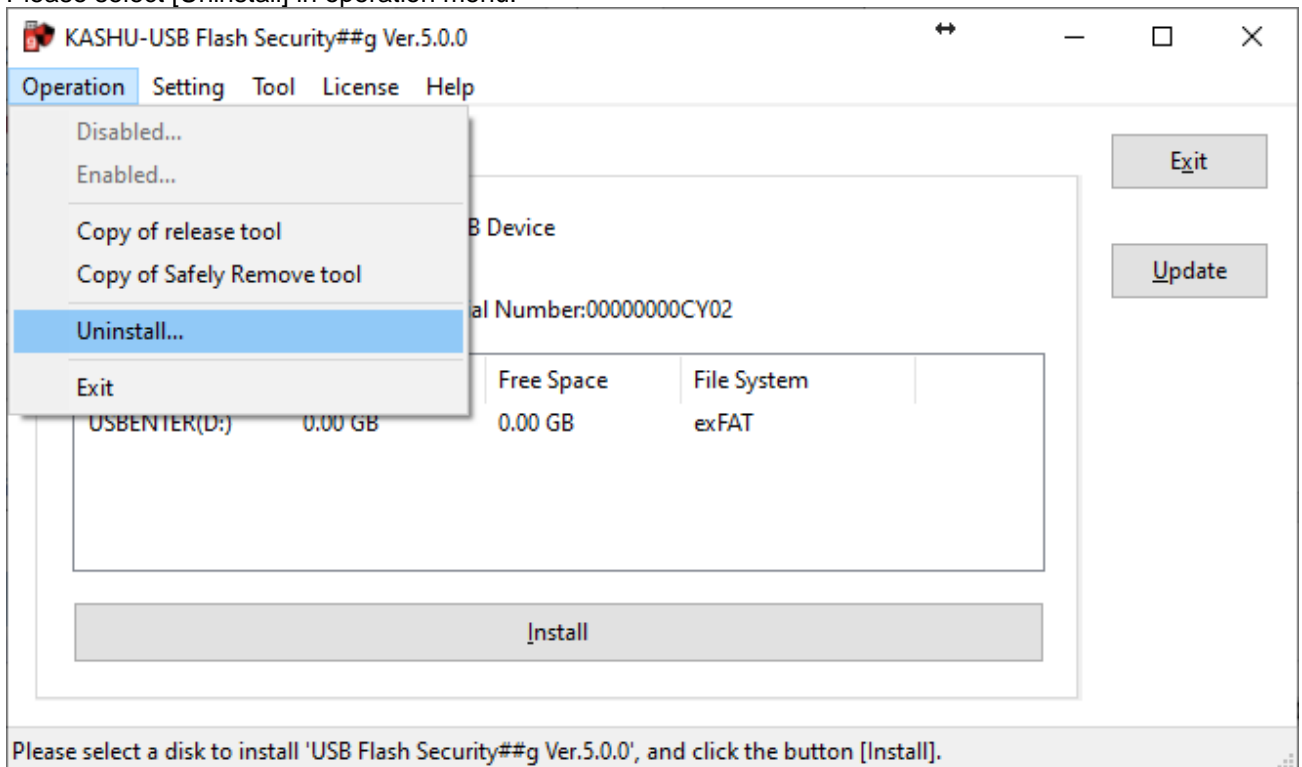 Please select [Uninstall] in operation menu.
KASHU-USB Flash Security##g Ver.5.0.0
Operation Setting Tool License Help
Disabled...
Enabled...
Copy of release tool
Copy of Safely Remove tool
Uninstall...
Exit
B Device
al Number:00000000CY02
Free Space File System
USBENTER(D:) 0.00 GB 0.00 GB exFAT
Install
Exit
Update
Please select a disk to install 'USB Flash Security##g Ver.5.0.0', and click the button [Install].